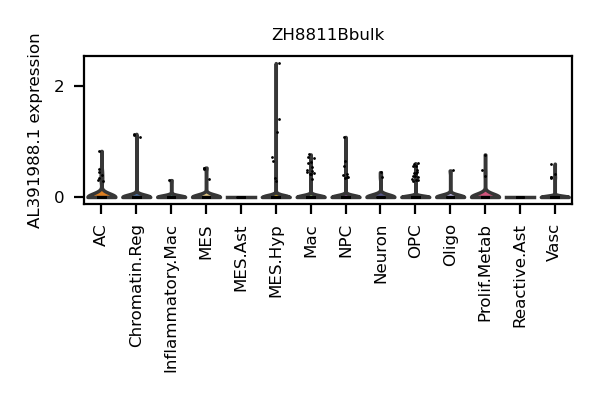 ZH8811Bbulk
AL391988.1 expression
2
0
AC
Chromatin.Reg
Inflammatory.Mac
MES
MES.Ast
MES.Hyp
Mac
NPC
Neuron
OPC
Oligo
Prolif.Metab
Reactive.Ast
Vasc